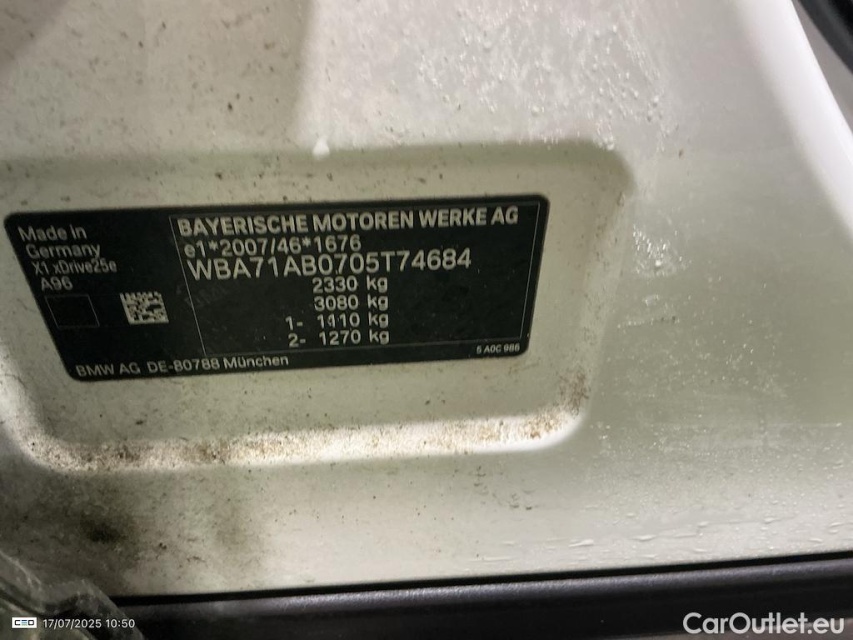 Made in
Germany
X1 xDrive25e
A96
BAYERISCHE MOTOREN WERKE AG
e1*2007/46*1676
WBA71AB0705T74684
2330 kg
3080 kg
1- 1110 kg
2- 1270 kg
BMW AG DE-80788 München
5 A0C 986
17/07/2025 10:50
CarOutlet.eu